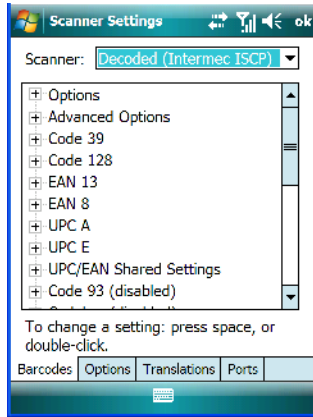 Scanner Settings ok
Scanner: Decoded (Intermec ISCP)
Options
Advanced Options
Code 39
Code 128
EAN 13
EAN 8
UPC A
UPC E
UPC/EAN Shared Settings
Code 93 (disabled)
To change a setting: press space, or
double-click.
Barcodes Options Translations Ports